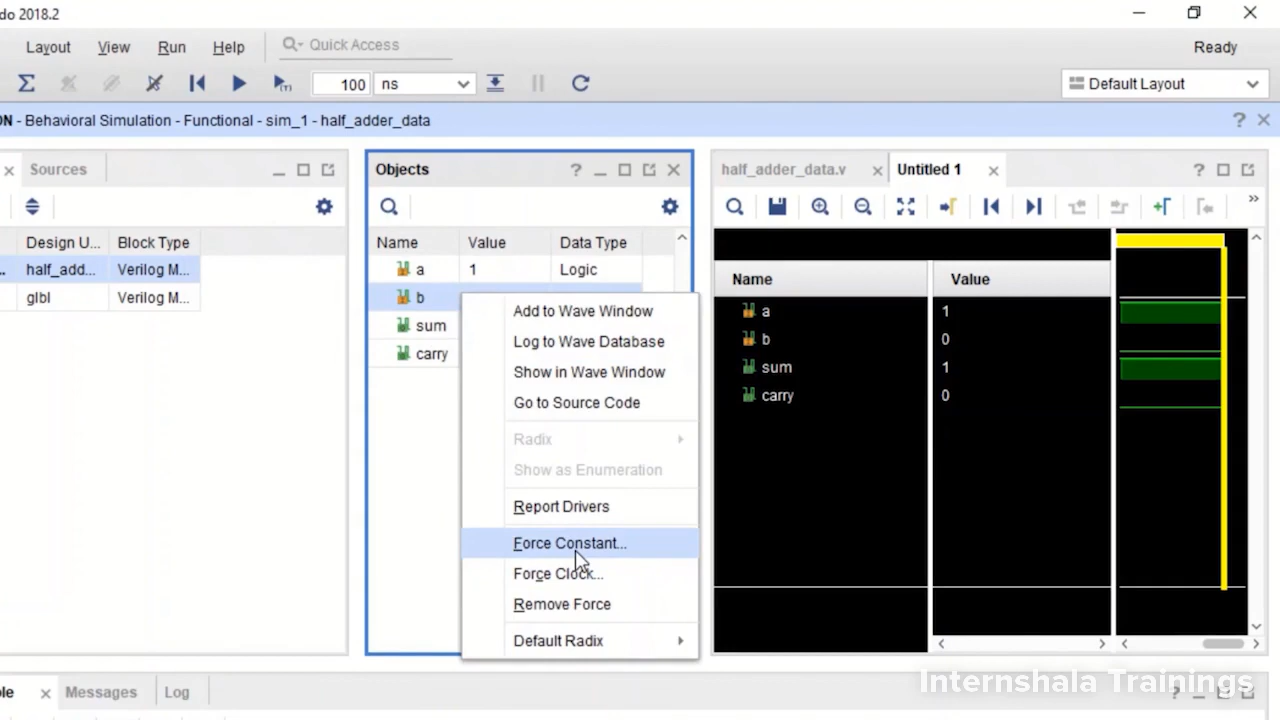 do 2018.2
Layout View Run Help Quick Access Ready
100 ns Default Layout
ON - Behavioral Simulation - Functional - sim_1 - half_adder_data
Sources
Design U... Block Type
half_add... Verilog M...
glbl Verilog M...
Objects
Name Value Data Type
a 1 Logic
b
sum
carry
Add to Wave Window
Log to Wave Database
Show in Wave Window
Go to Source Code
Radix
Show as Enumeration
Report Drivers
Force Constant...
Force Clock...
Remove Force
Default Radix
half_adder_data.v Untitled 1
Name Value
a 1
b 0
sum 1
carry 0
le Messages Log
Internshala Trainings